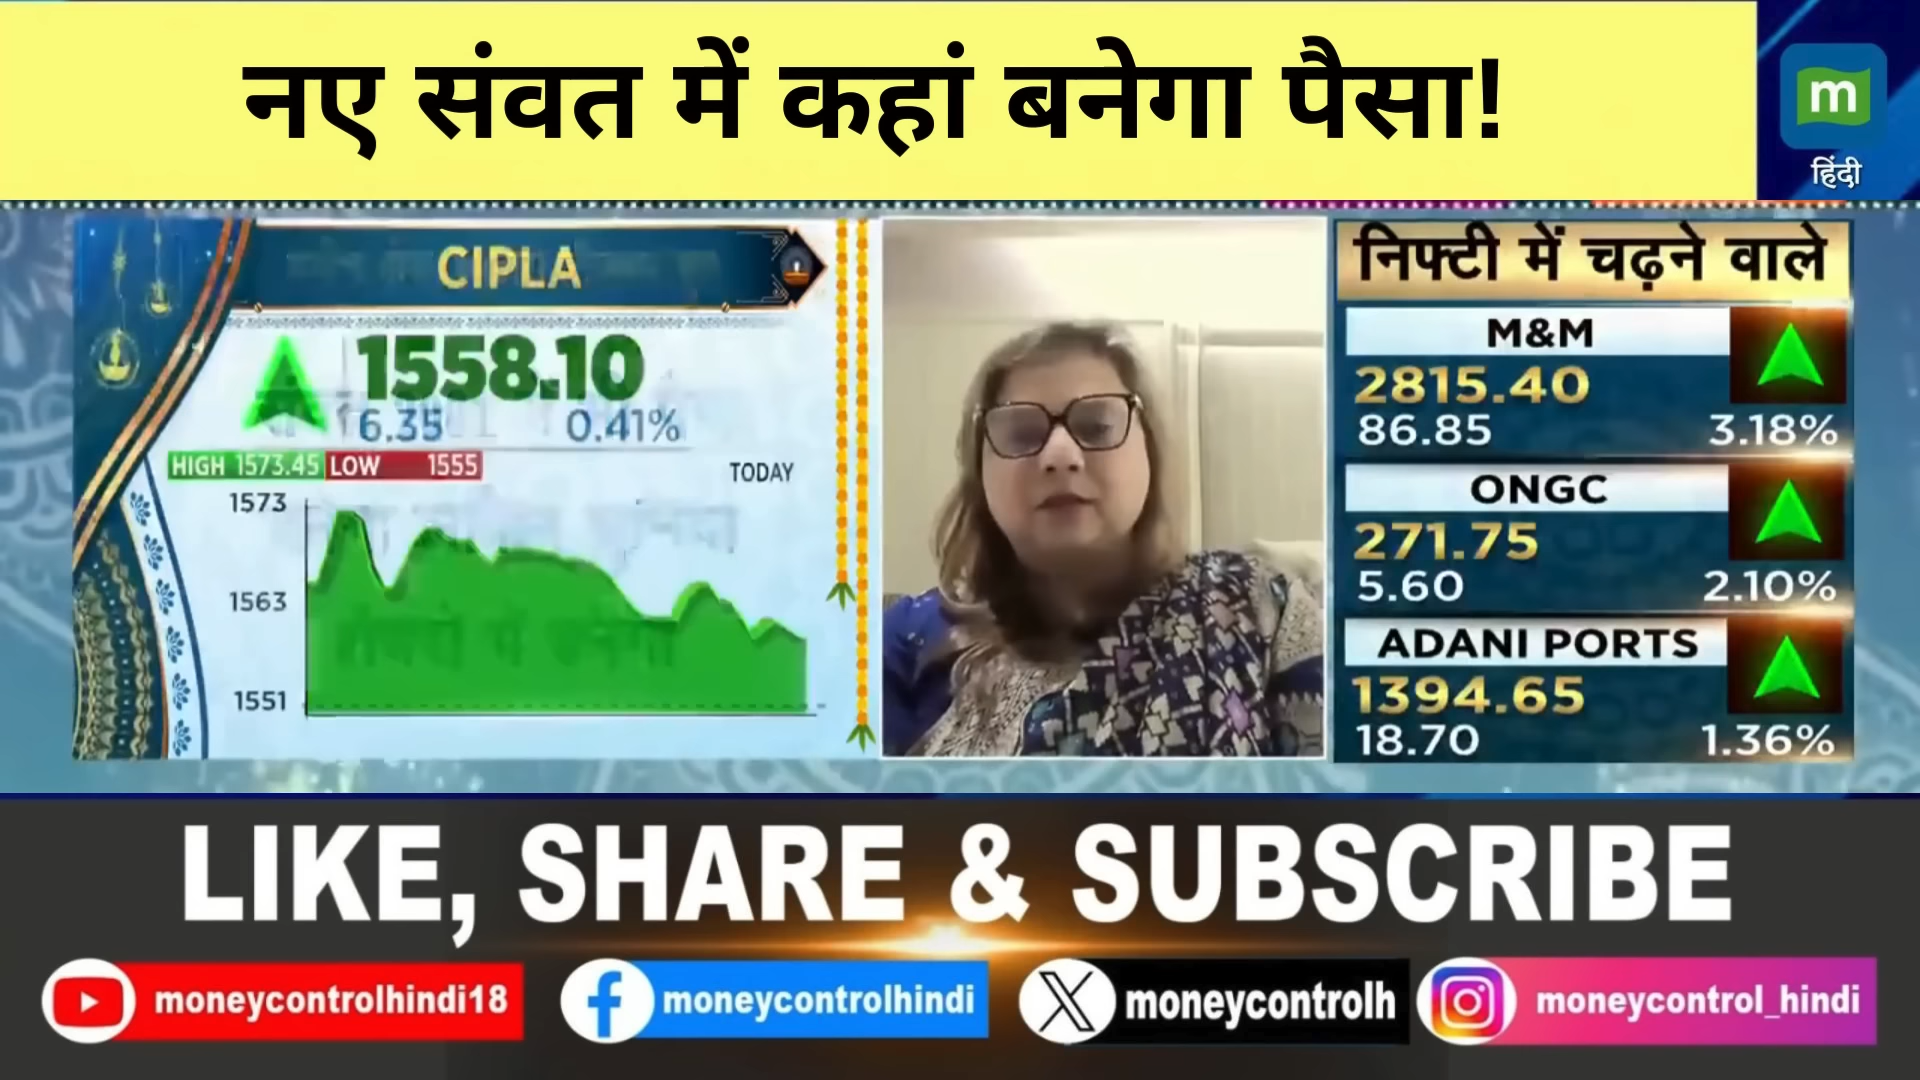 नए संवत में कहां बनेगा पैसा!
m
हिंदी
CIPLA
1558.10
6.35 0.41%
HIGH 1573.45 LOW 1555
TODAY
1573
1563
1551
निफ्टी में चढ़ने वाले
M&M
2815.40
86.85 3.18%
ONGC
271.75
5.60 2.10%
ADANI PORTS
1394.65
18.70 1.36%
LIKE, SHARE & SUBSCRIBE
moneycontrolhindi18
moneycontrolhindi
moneycontrolh
moneycontrol_hindi